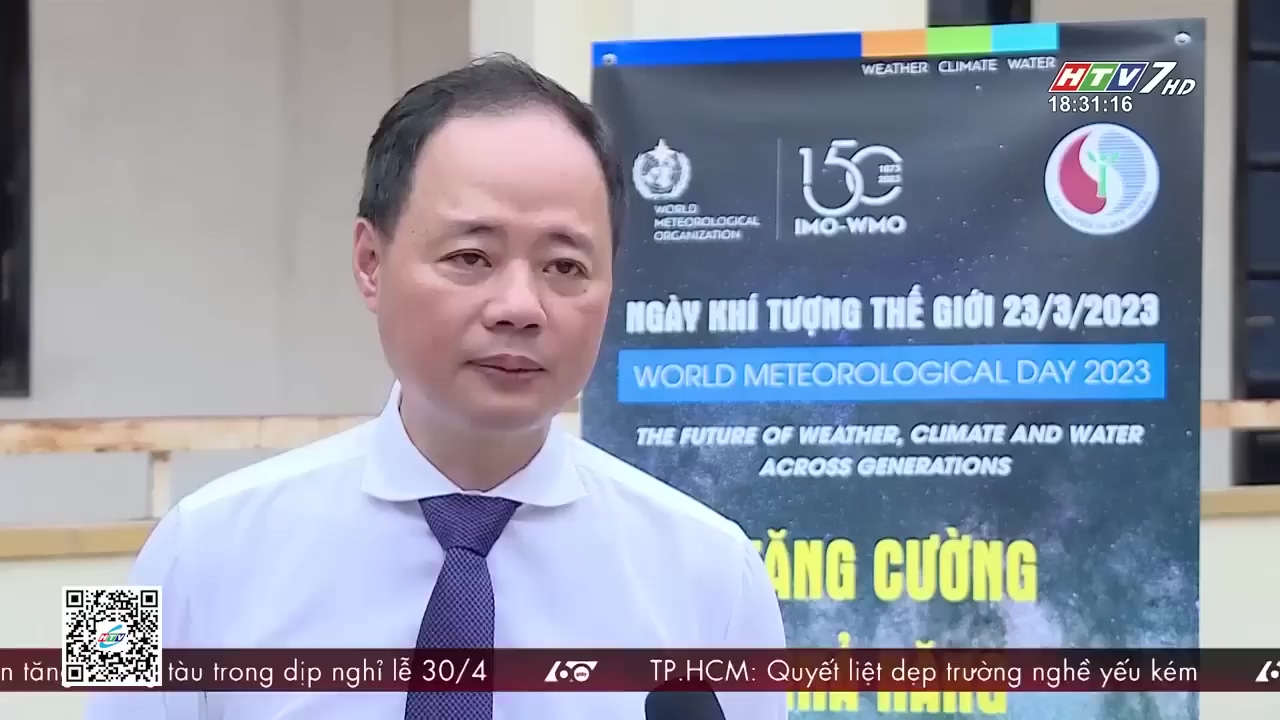 WEATHER CLIMATE WATER
HTV7 HD
18:31:16
WORLD
METEOROLOGICAL
ORGANIZATION
150
1873
2023
IMO-WMO
NGÀY KHÍ TƯỢNG THẾ GIỚI 23/3/2023
WORLD METEOROLOGICAL DAY 2023
THE FUTURE OF WEATHER, CLIMATE AND WATER
ACROSS GENERATIONS
CƯỜNG
HTV
tàu trong dịp nghỉ lễ 30/4 TP.HCM: Quyết liệt dẹp trường nghề yếu kém
NĂNG